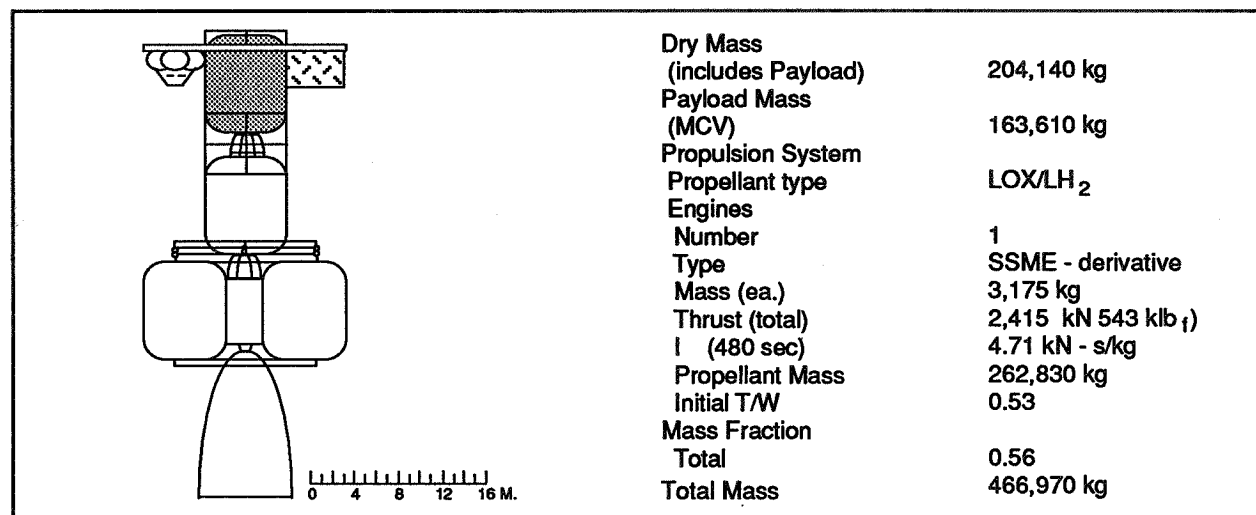 Dry Mass
(includes Payload) 204,140 kg
Payload Mass
(MCV) 163,610 kg
Propulsion System
Propellant type LOX/LH2
Engines
Number 1
Type SSME - derivative
Mass (ea.) 3,175 kg
Thrust (total) 2,415 kN 543 klbf)
I (480 sec) 4.71 kN - s/kg
Propellant Mass 262,830 kg
Initial T/W 0.53
Mass Fraction
Total 0.56
Total Mass 466,970 kg
0 4 8 12 16 M.